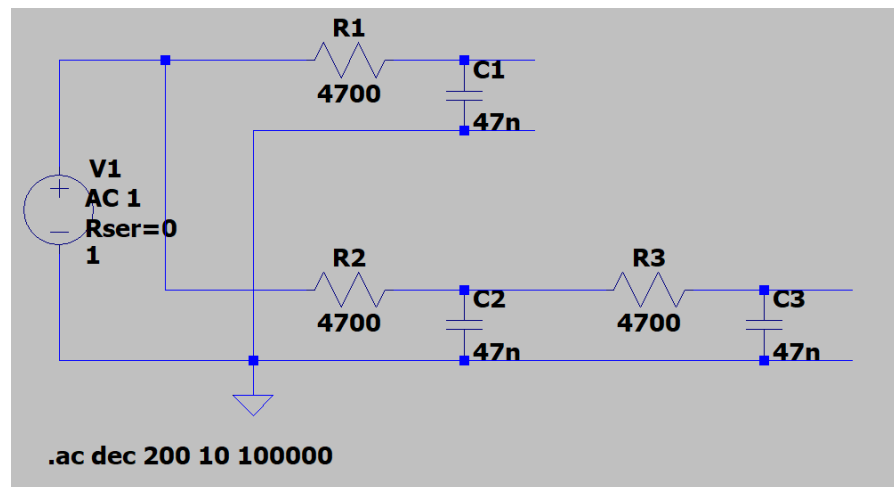 R1
C1
4700
47n
V1
AC 1
Rser=0
1
R2
R3
C2
C3
4700
4700
47n
47n
.ac dec 200 10 100000